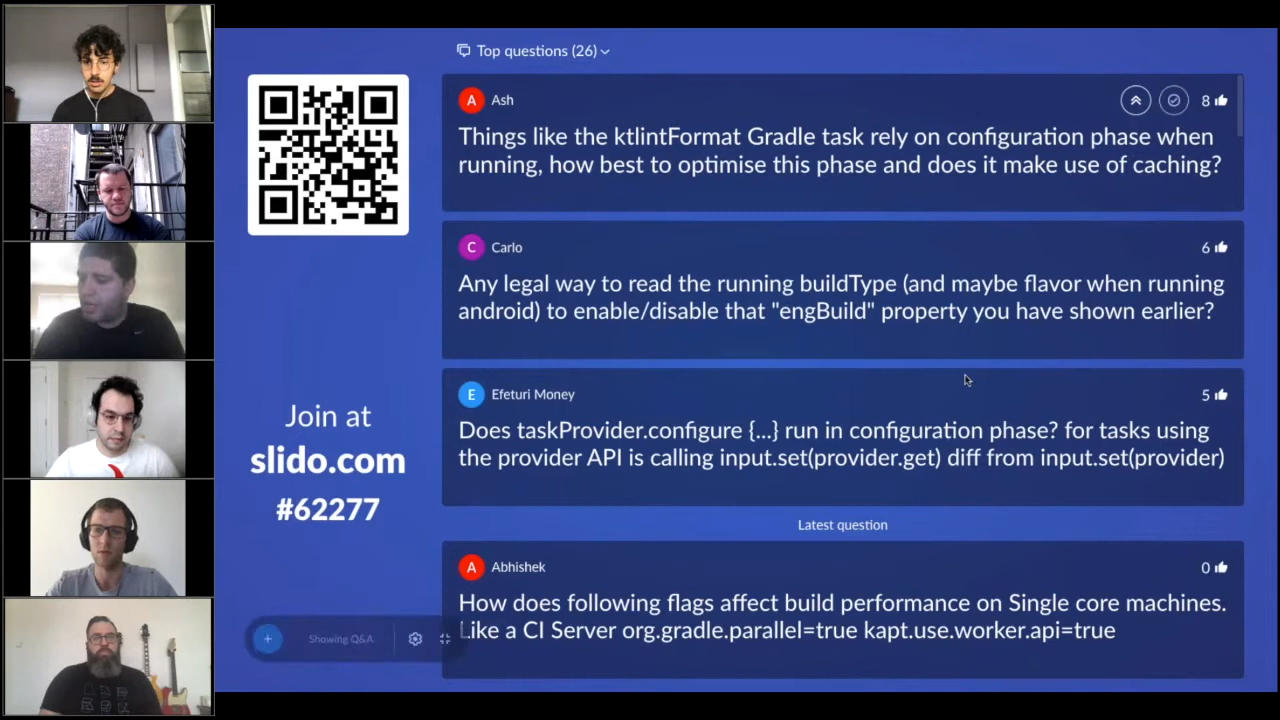 Top questions (26)
A Ash 8
Things like the ktlintFormat Gradle task rely on configuration phase when
running, how best to optimise this phase and does it make use of caching?
C Carlo 6
Any legal way to read the running buildType (and maybe flavor when running
android) to enable/disable that "engBuild" property you have shown earlier?
E Efeturi Money 5
Does taskProvider.configure {...} run in configuration phase? for tasks using
the provider API is calling input.set(provider.get) diff from input.set(provider)
Latest question
A Abhishek 0
How does following flags affect build performance on Single core machines.
Like a CI Server org.gradle.parallel=true kapt.use.worker.api=true
Join at
slido.com
#62277
Showing Q&A